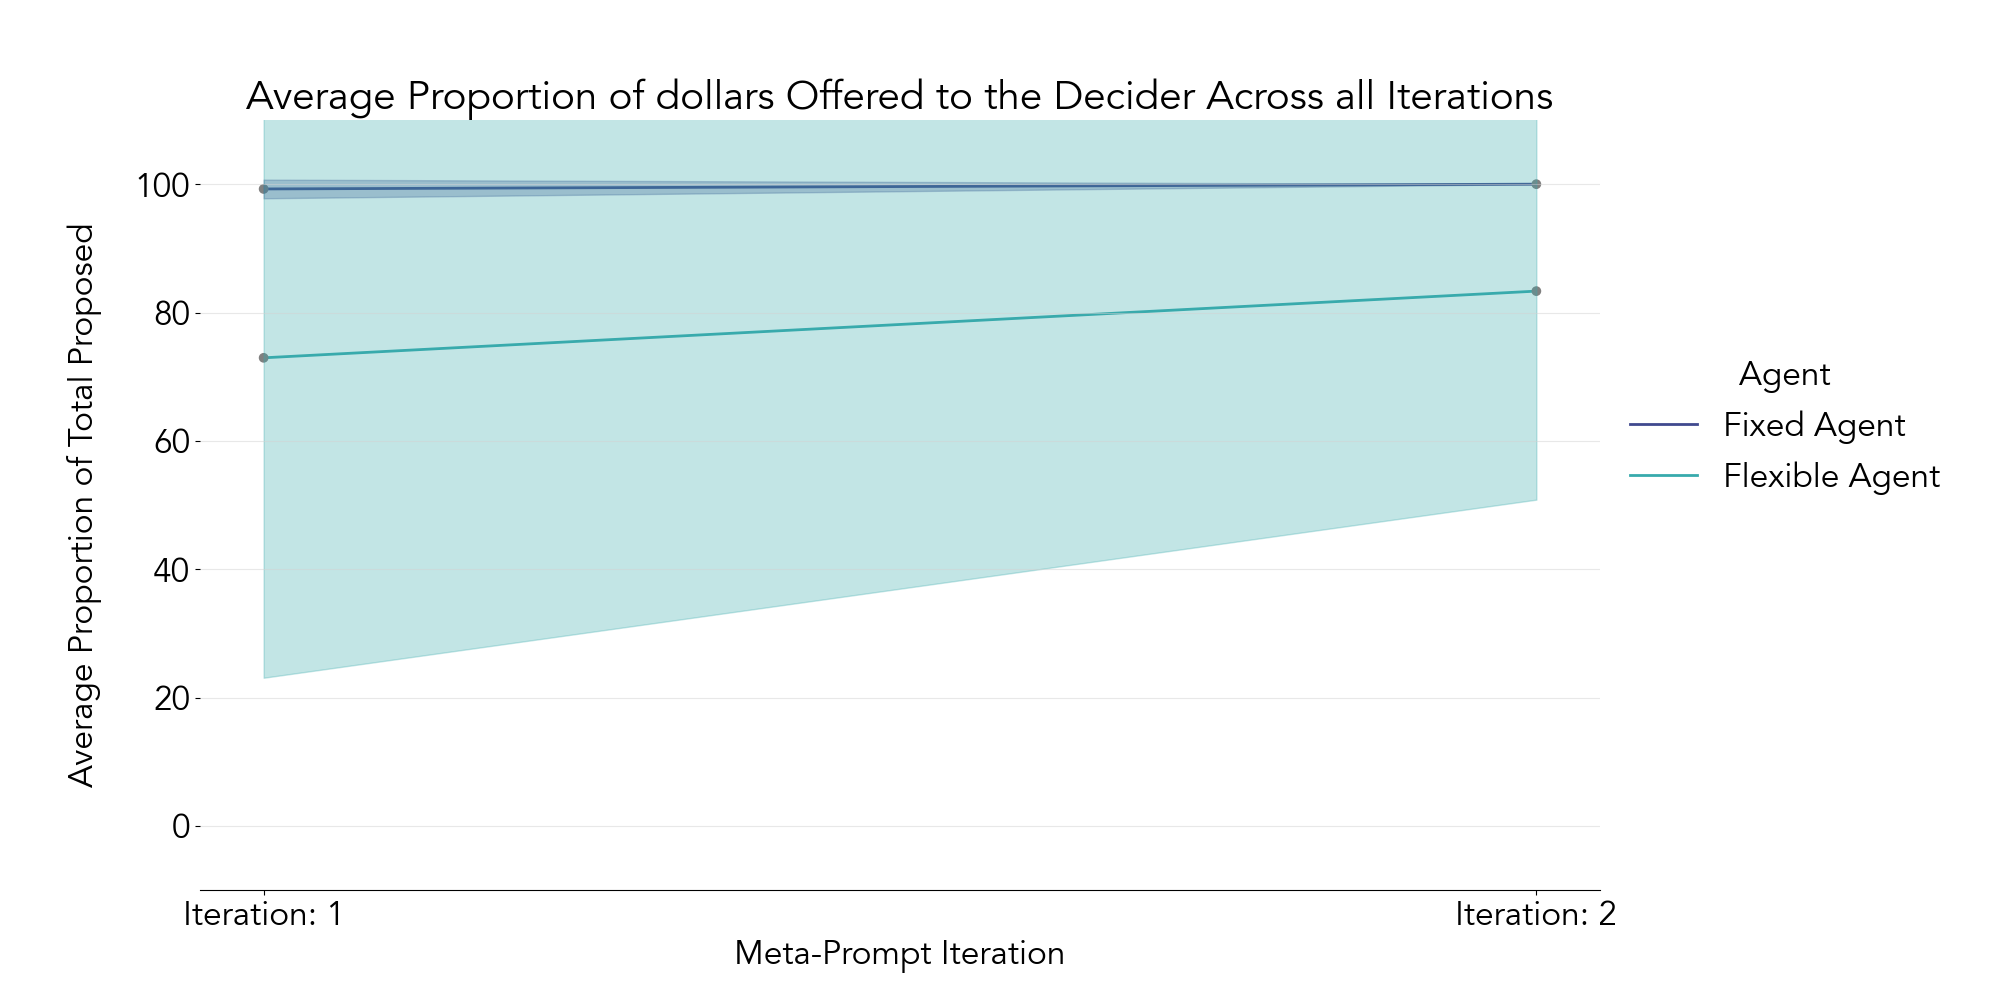 Average Proportion of dollars Offered to the Decider Across all Iterations
100
80
60
40
20
0
Average Proportion of Total Proposed
Iteration: 1
Iteration: 2
Meta-Prompt Iteration
Agent
Fixed Agent
Flexible Agent